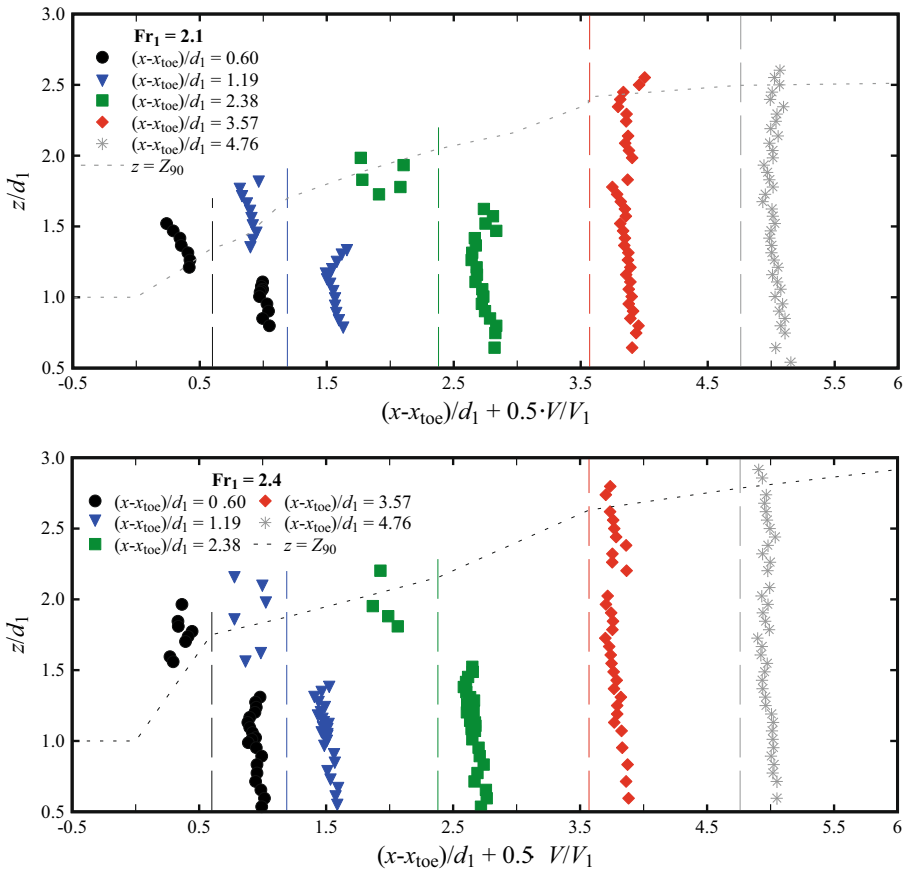 3.0
2.5
2.0
1.5
1.0
0.5
z/d1
Fr1 = 2.1
(x-xtoe)/d1 = 0.60
(x-xtoe)/d1 = 1.19
(x-xtoe)/d1 = 2.38
(x-xtoe)/d1 = 3.57
(x-xtoe)/d1 = 4.76
z = Z90
-0.5 0.5 1.5 2.5 3.5 4.5 6
(x-xtoe)/d1 + 0.5·V/V1
3.0
2.5
2.0
1.5
1.0
0.5
z/d1
Fr1 = 2.4
(x-xtoe)/d1 = 0 60 (x-xtoe)/d1 = 3.57
(x-xtoe)/d1 = 1.19 (x-xtoe)/d1 = 4.76
(x-xtoe)/d1 = 2.38 z = Z90
-0.5 0.5 1.5 2.5 3.5 4.5 6
(x-xtoe)/d1 + 0.5 V/V1